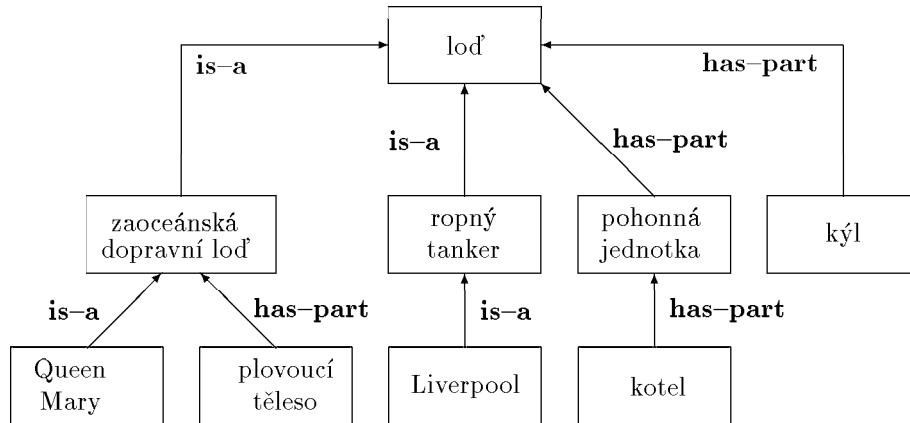 loď
is–a
has–part
is–a
has–part
zaoceánská
dopravní loď
ropný
tanker
pohonná
jednotka
kýl
is–a
has–part
is–a
has–part
Queen
Mary
plovoucí
těleso
Liverpool
kotel